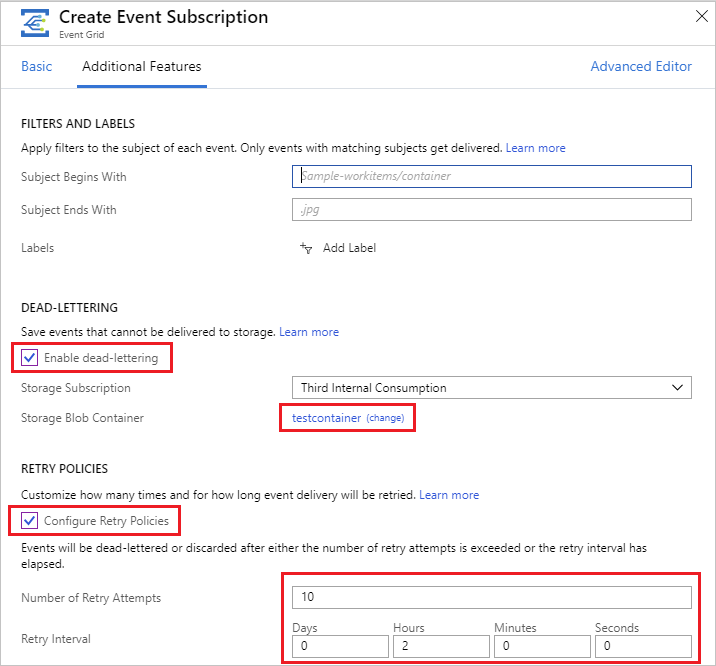 Create Event Subscription
Event Grid
Basic
Additional Features
Advanced Editor
FILTERS AND LABELS
Apply filters to the subject of each event. Only events with matching subjects get delivered. Learn more
Subject Begins With
Sample-workitems/container
Subject Ends With
.jpg
Labels
Add Label
DEAD-LETTERING
Save events that cannot be delivered to storage. Learn more
Enable dead-lettering
Storage Subscription
Third Internal Consumption
Storage Blob Container
testcontainer (change)
RETRY POLICIES
Customize how many times and for how long event delivery will be retried. Learn more
Configure Retry Policies
Events will be dead-lettered or discarded after either the number of retry attempts is exceeded or the retry interval has
elapsed.
Number of Retry Attempts
10
Days Hours Minutes Seconds
Retry Interval
0 2 0 0